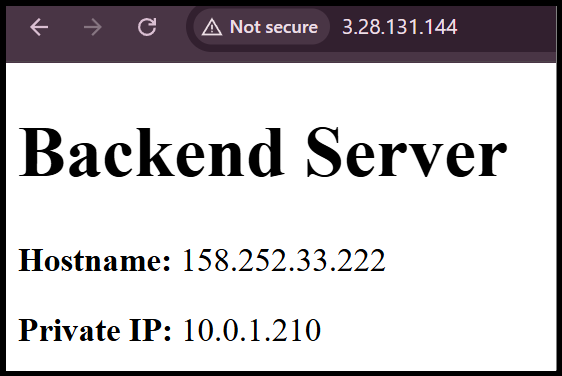 Not secure 3.28.131.144
Backend Server
Hostname: 158.252.33.222
Private IP: 10.0.1.210